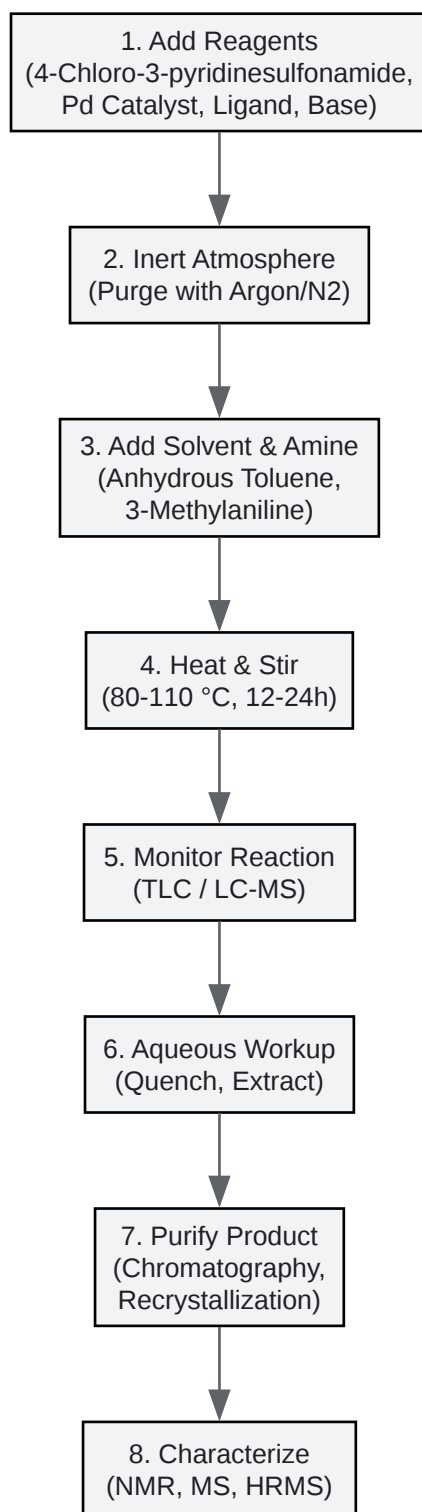 1. Add Reagents
(4-Chloro-3-pyridinesulfonamide,
Pd Catalyst, Ligand, Base)
2. Inert Atmosphere
(Purge with Argon/N2)
3. Add Solvent & Amine
(Anhydrous Toluene,
3-Methylaniline)
4. Heat & Stir
(80-110 °C, 12-24h)
5. Monitor Reaction
(TLC / LC-MS)
6. Aqueous Workup
(Quench, Extract)
7. Purify Product
(Chromatography,
Recrystallization)
8. Characterize
(NMR, MS, HRMS)